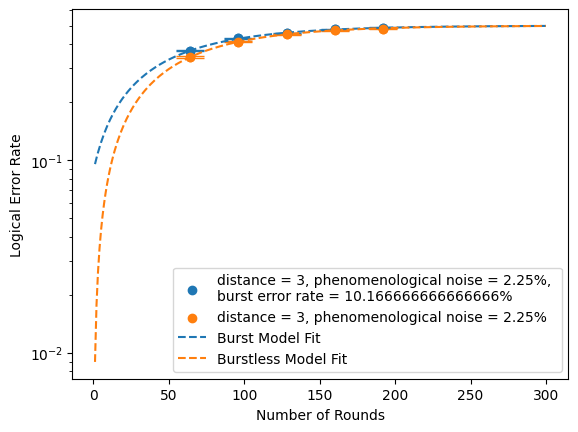 Logical Error Rate
10⁻¹
10⁻²
distance = 3, phenomenological noise = 2.25%,
burst error rate = 10.166666666666666%
distance = 3, phenomenological noise = 2.25%
Burst Model Fit
Burstless Model Fit
0 50 100 150 200 250 300
Number of Rounds